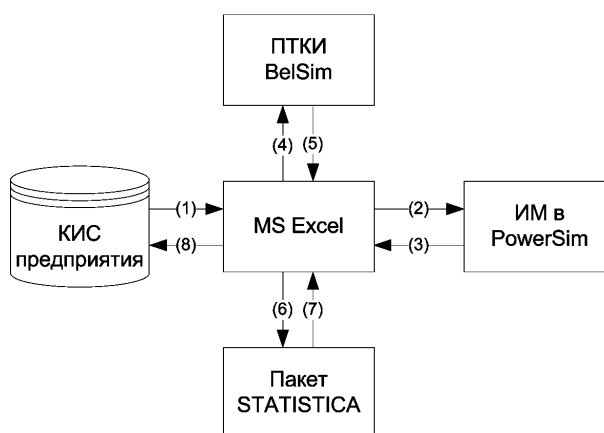 ПТКИ
BelSim
(4)
(5)
КИС
предприятия
(1)
(8)
MS Excel
(2)
(3)
ИМ в
PowerSim
(6)
(7)
Пакет
STATISTICA